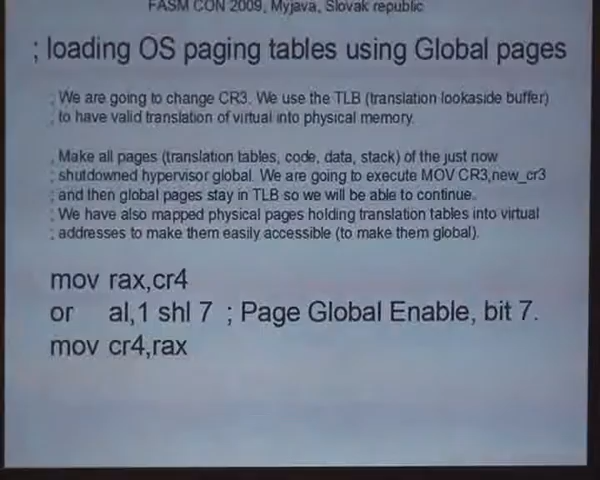 FASM CON 2009, Myjava, Slovak republic
; loading OS paging tables using Global pages
; We are going to change CR3. We use the TLB (translation lookaside buffer)
; to have valid translation of virtual into physical memory.
; Make all pages (translation tables, code, data, stack) of the just now
; shutdowned hypervisor global. We are going to execute MOV CR3,new_cr3
; and then global pages stay in TLB so we will be able to continue.
; We have also mapped physical pages holding translation tables into virtual
; addresses to make them easily accessible (to make them global).
mov rax,cr4
or al,1 shl 7 ; Page Global Enable, bit 7.
mov cr4,rax